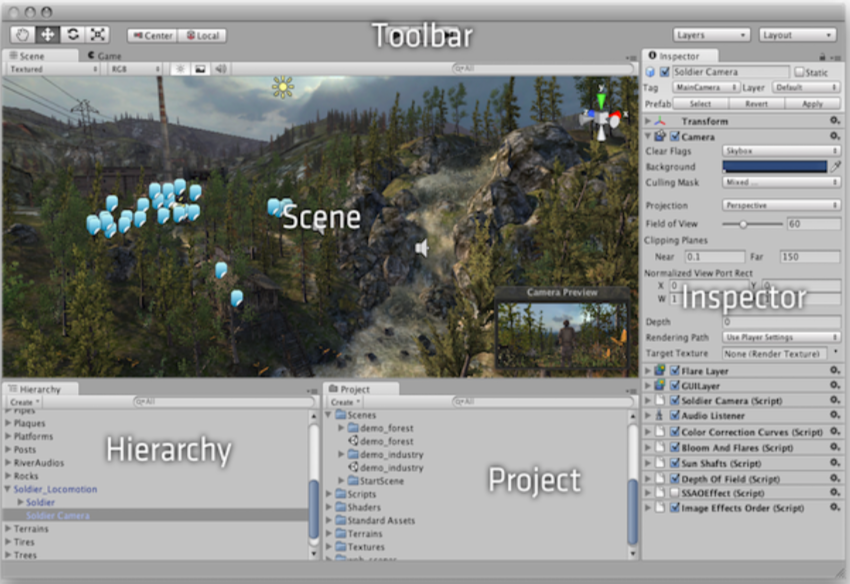 Toolbar
Center Local
Layers Layout
Scene Game
Textured RGB All
Scene
Camera Preview
Inspector
Soldier Camera Static
Tag MainCamera Layer Default
Prefab Select Revert Apply
Transform
Camera
Clear Flags Skybox
Background
Culling Mask Mixed ...
Projection Perspective
Field of View 60
Clipping Planes
Near 0.1 Far 150
Normalized View Port Rect
X 0 Y 0
W 1
Inspector
Depth 0
Rendering Path Use Player Settings
Target Texture None (Render Texture)
Flare Layer
GUILayer
Soldier Camera (Script)
Audio Listener
Color Correction Curves (Script)
Bloom And Flares (Script)
Sun Shafts (Script)
Depth Of Field (Script)
SSAOEffect (Script)
Image Effects Order (Script)
Hierarchy
Create All
Pipes
Plaques
Platforms
Posts
RiverAudios
Rocks
Soldier_Locomotion
Soldier
Soldier Camera
Terrains
Tires
Trees
Hierarchy
Project
Create All
Scenes
demo_forest
demo_forest
demo_industry
demo_industry
StartScene
Scripts
Shaders
Standard Assets
Terrains
Textures
Project